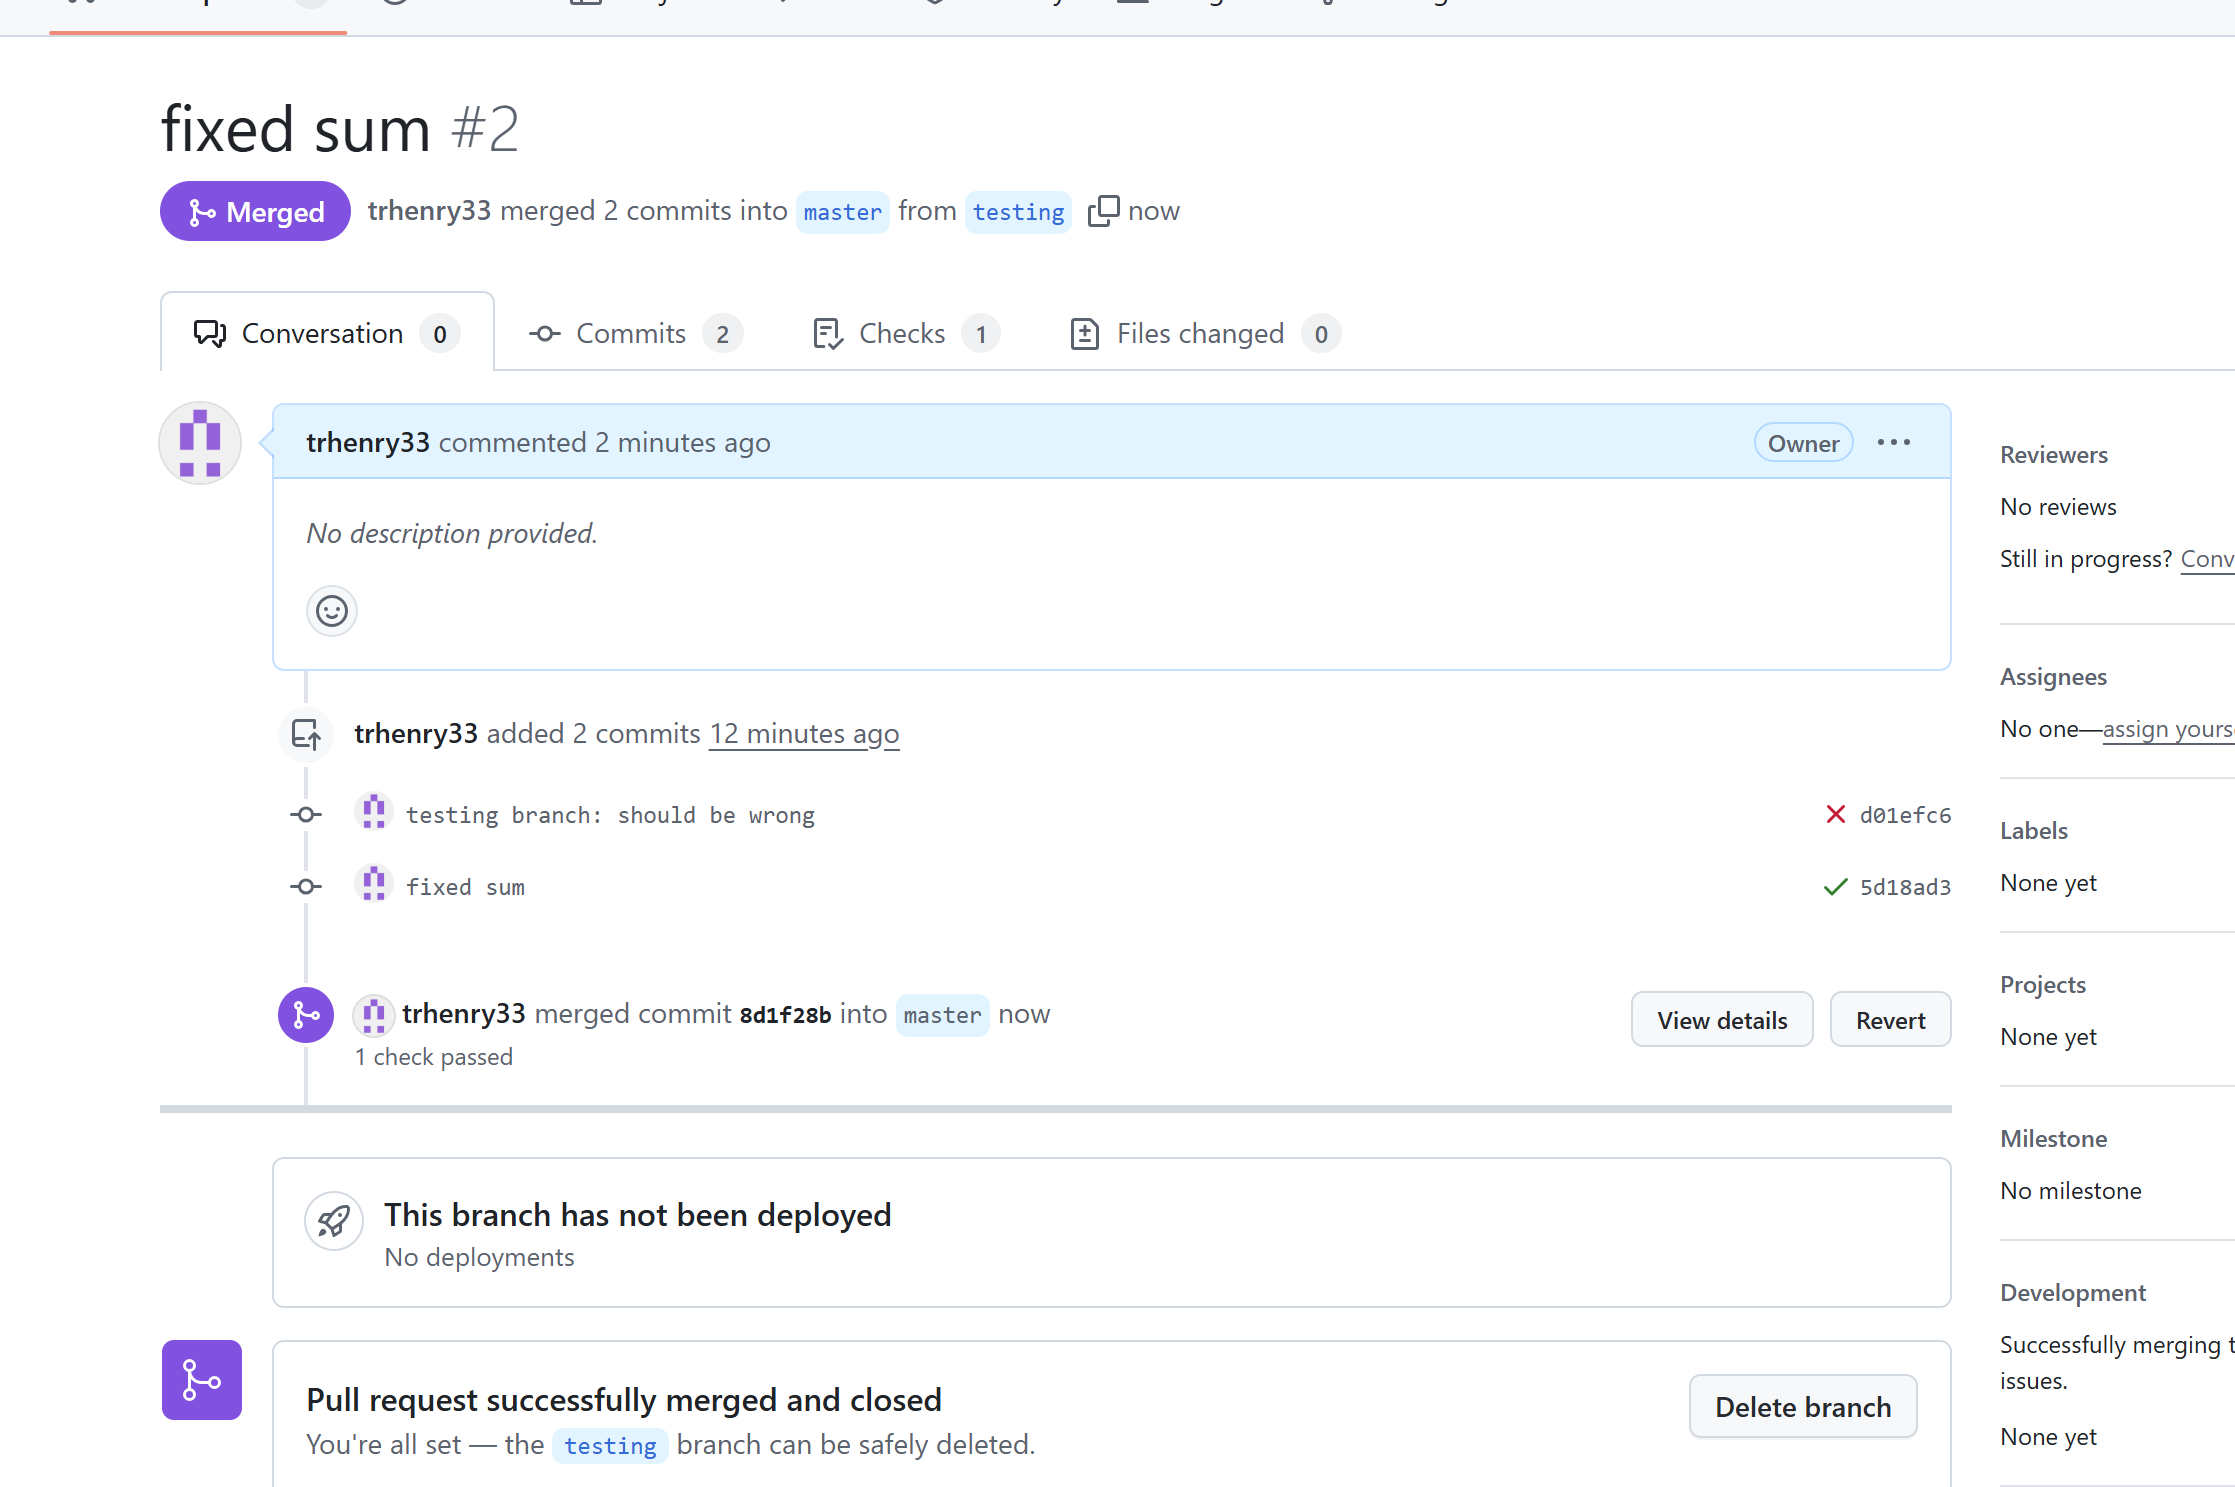 fixed sum #2
Merged
trhenry33 merged 2 commits into master from testing now
Conversation 0
Commits 2
Checks 1
Files changed 0
trhenry33 commented 2 minutes ago
Owner
No description provided.
trhenry33 added 2 commits 12 minutes ago
testing branch: should be wrong
d01efc6
fixed sum
5d18ad3
trhenry33 merged commit 8d1f28b into master now
1 check passed
View details
Revert
This branch has not been deployed
No deployments
Pull request successfully merged and closed
You're all set — the testing branch can be safely deleted.
Delete branch
Reviewers
No reviews
Still in progress? Conv
Assignees
No one—assign yours
Labels
None yet
Projects
None yet
Milestone
No milestone
Development
Successfully merging t
issues.
None yet